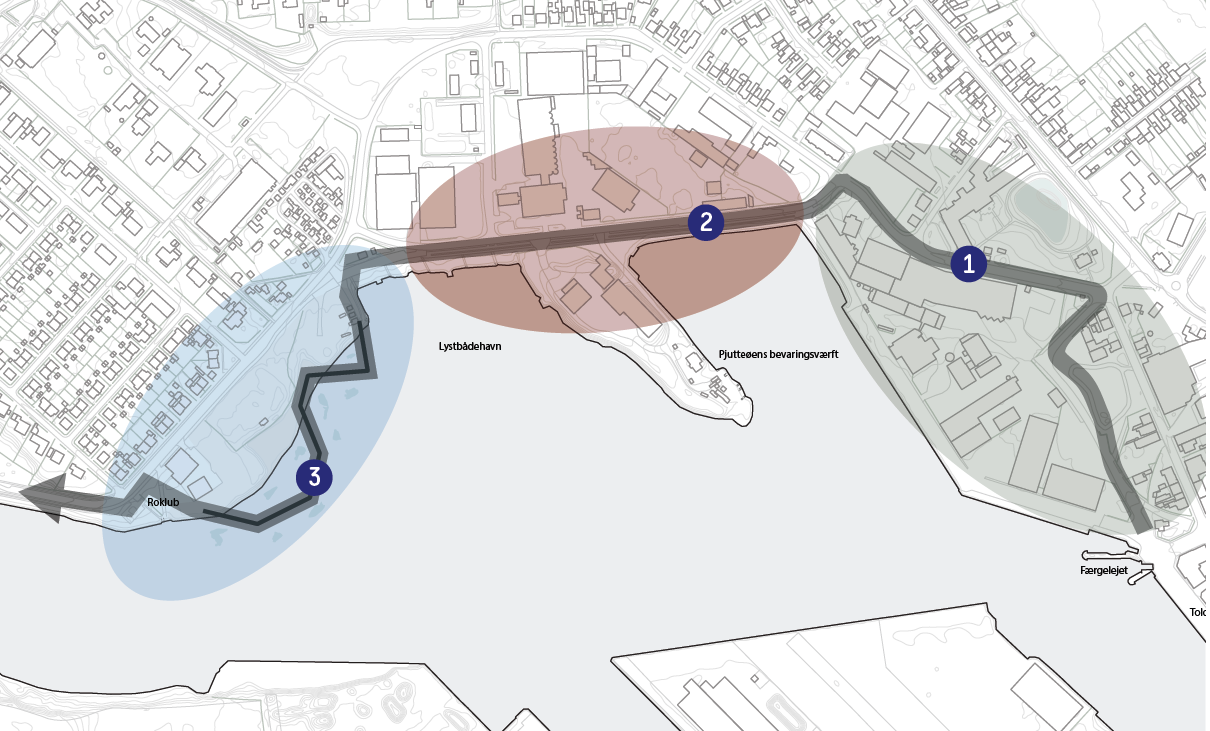 2
1
Lystbådehavn
Pjutteøens bevaringsværft
3
Roklub
Færgelejet